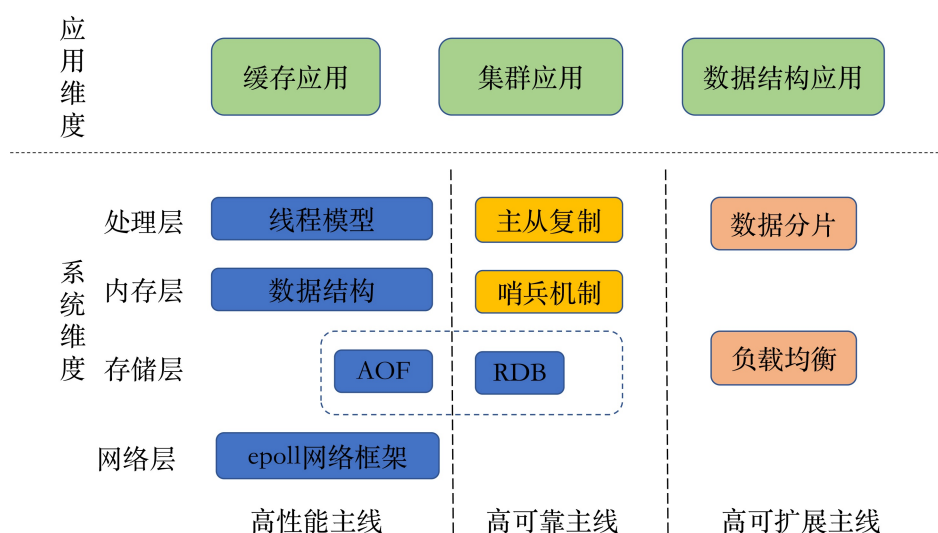 应用维度
缓存应用
集群应用
数据结构应用
系统维度
处理层
线程模型
主从复制
数据分片
内存层
数据结构
哨兵机制
存储层
AOF
RDB
负载均衡
网络层
epoll网络框架
高性能主线
高可靠主线
高可扩展主线